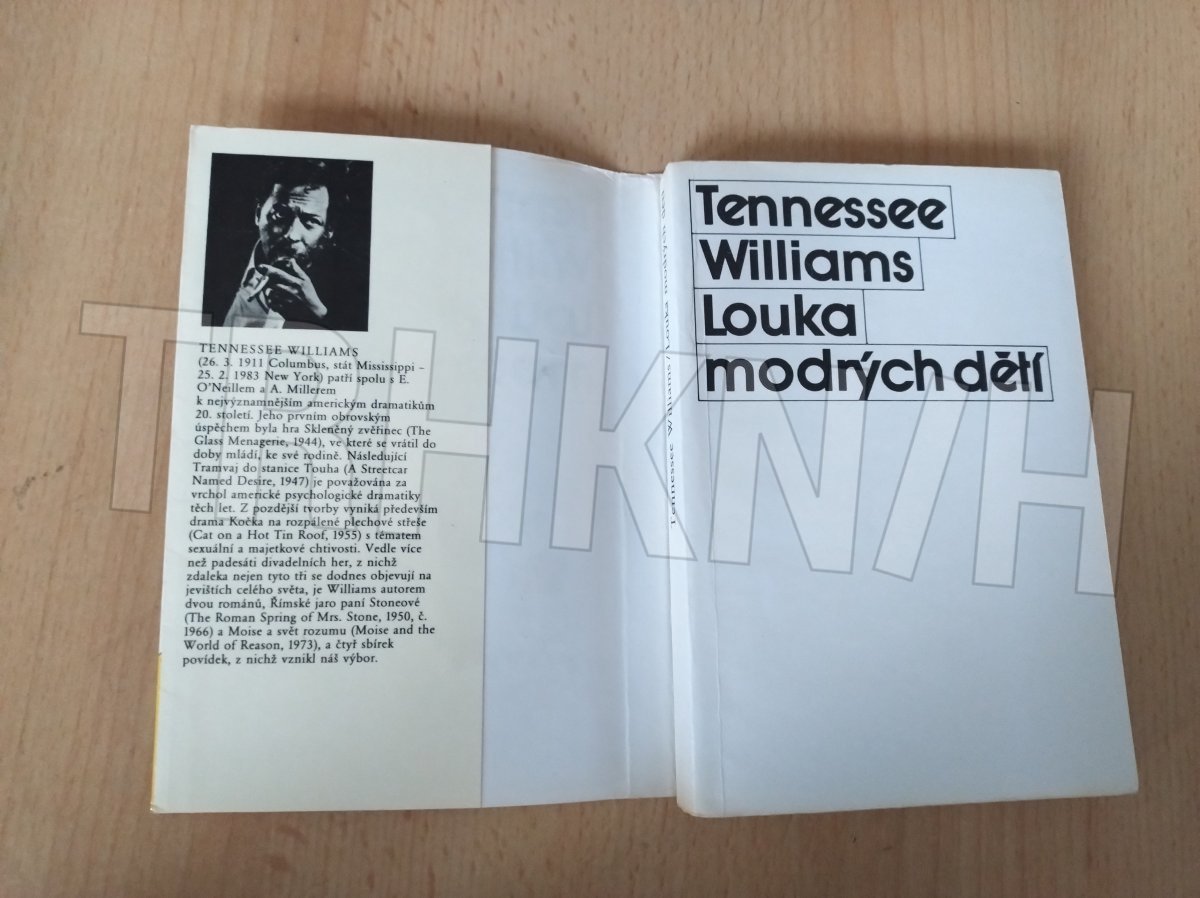 TENNESSEE WILLIAMS
(26. 3. 1911 Columbus, stát Mississippi –
25. 2. 1983 New York) patří spolu s E.
O'Neillem a A. Millerem
k nejvýznamnějším americkým dramatikům
20. století. Jeho prvním obrovským
úspěchem byla hra Skleněný zvěřinec (The
Glass Menagerie, 1944), ve které se vrátil do
doby mládí, ke své rodině. Následující
Tramvaj do stanice Touha (A Streetcar
Named Desire, 1947) je považována za
vrchol americké psychologické dramatiky
těch let. Z pozdější tvorby vyniká především
drama Kočka na rozpálené plechové střeše
(Cat on a Hot Tin Roof, 1955) s tématem
sexuální a majetkové chtivosti. Vedle více
než padesáti divadelních her, z nichž
zdaleka nejen tyto tři se dodnes objevují na
jevištích celého světa, je Williams autorem
dvou románů, Římské jaro paní Stoneové
(The Roman Spring of Mrs. Stone, 1950, č.
1966) a Moise a svět rozumu (Moise and the
World of Reason, 1973), a čtyř sbírek
povídek, z nichž vznikl náš výbor.
Tennessee Williams / Louka modrých dětí
Tennessee
Williams
Louka
modrých dětí
TRHKNIH